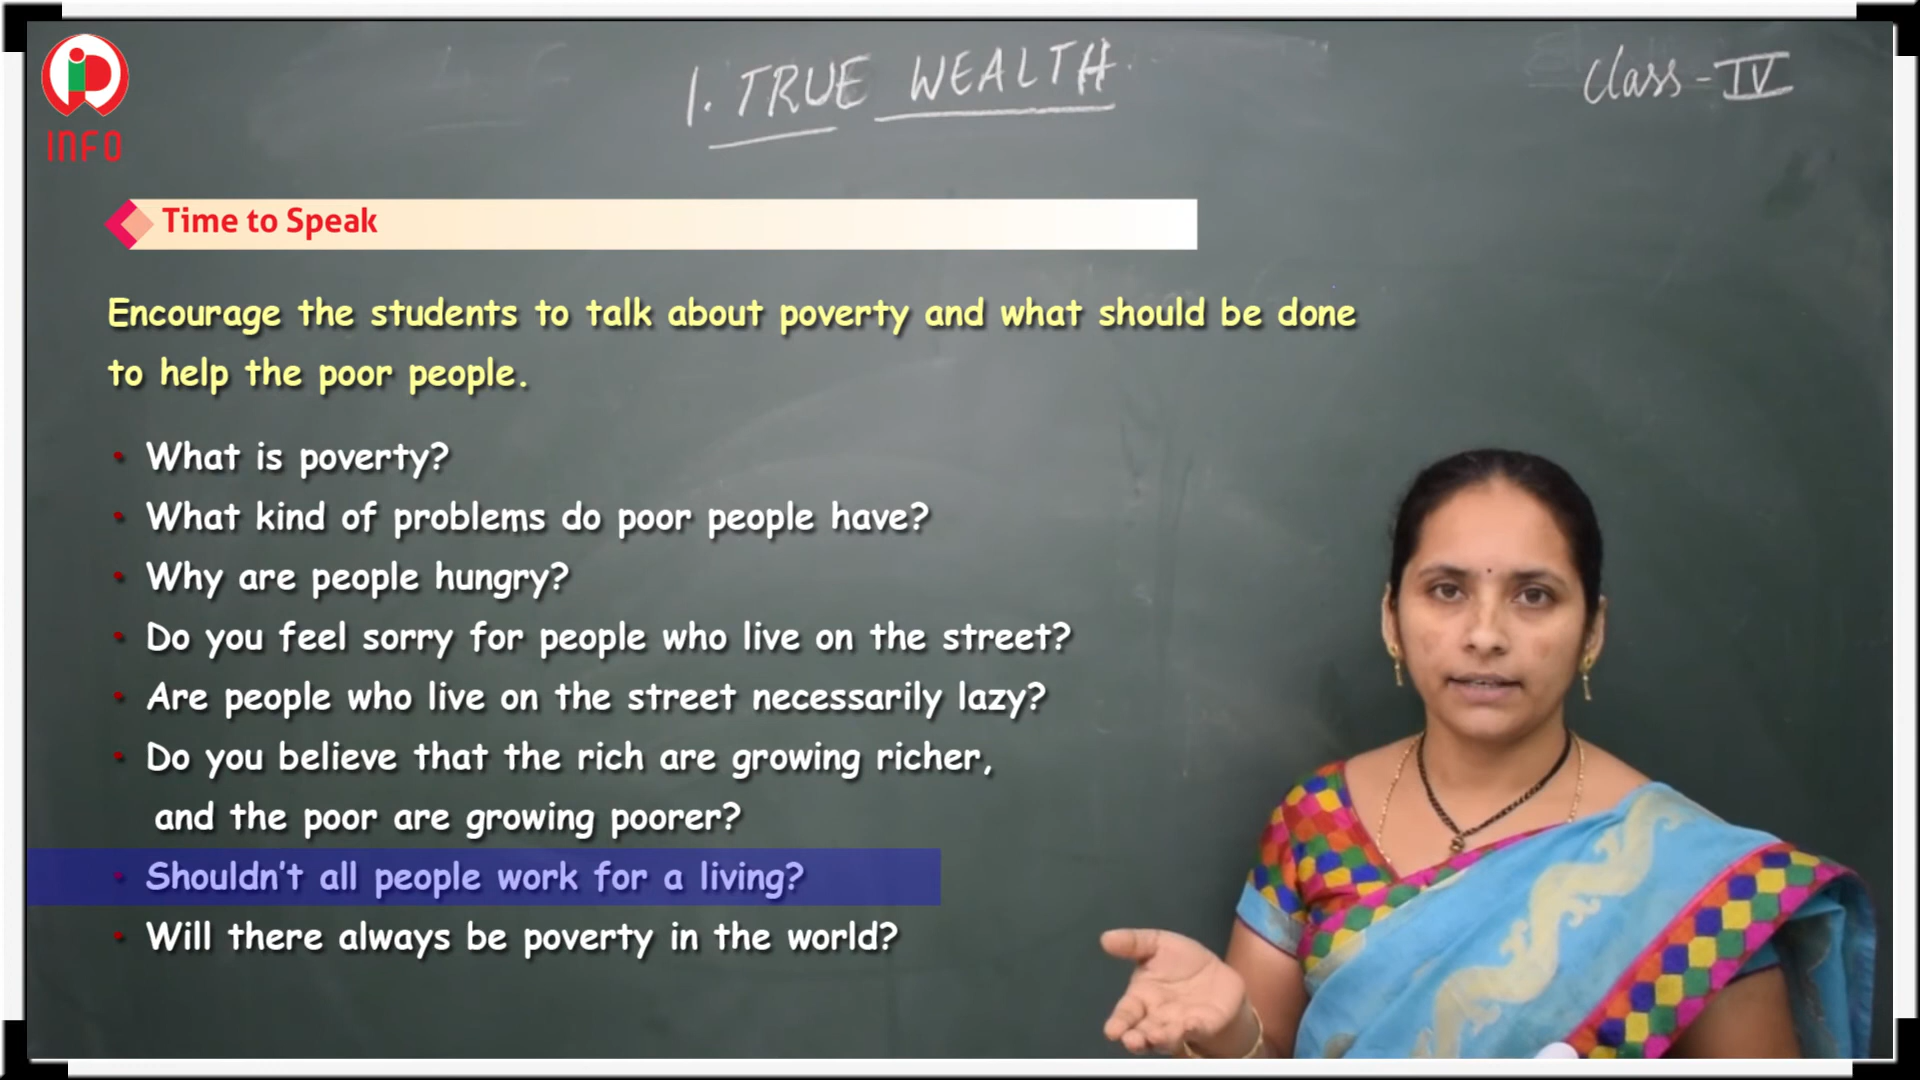 1. TRUE WEALTH.
Class - IV
INFO
Time to Speak
Encourage the students to talk about poverty and what should be done
to help the poor people.
• What is poverty?
• What kind of problems do poor people have?
• Why are people hungry?
• Do you feel sorry for people who live on the street?
• Are people who live on the street necessarily lazy?
• Do you believe that the rich are growing richer,
and the poor are growing poorer?
• Shouldn't all people work for a living?
• Will there always be poverty in the world?